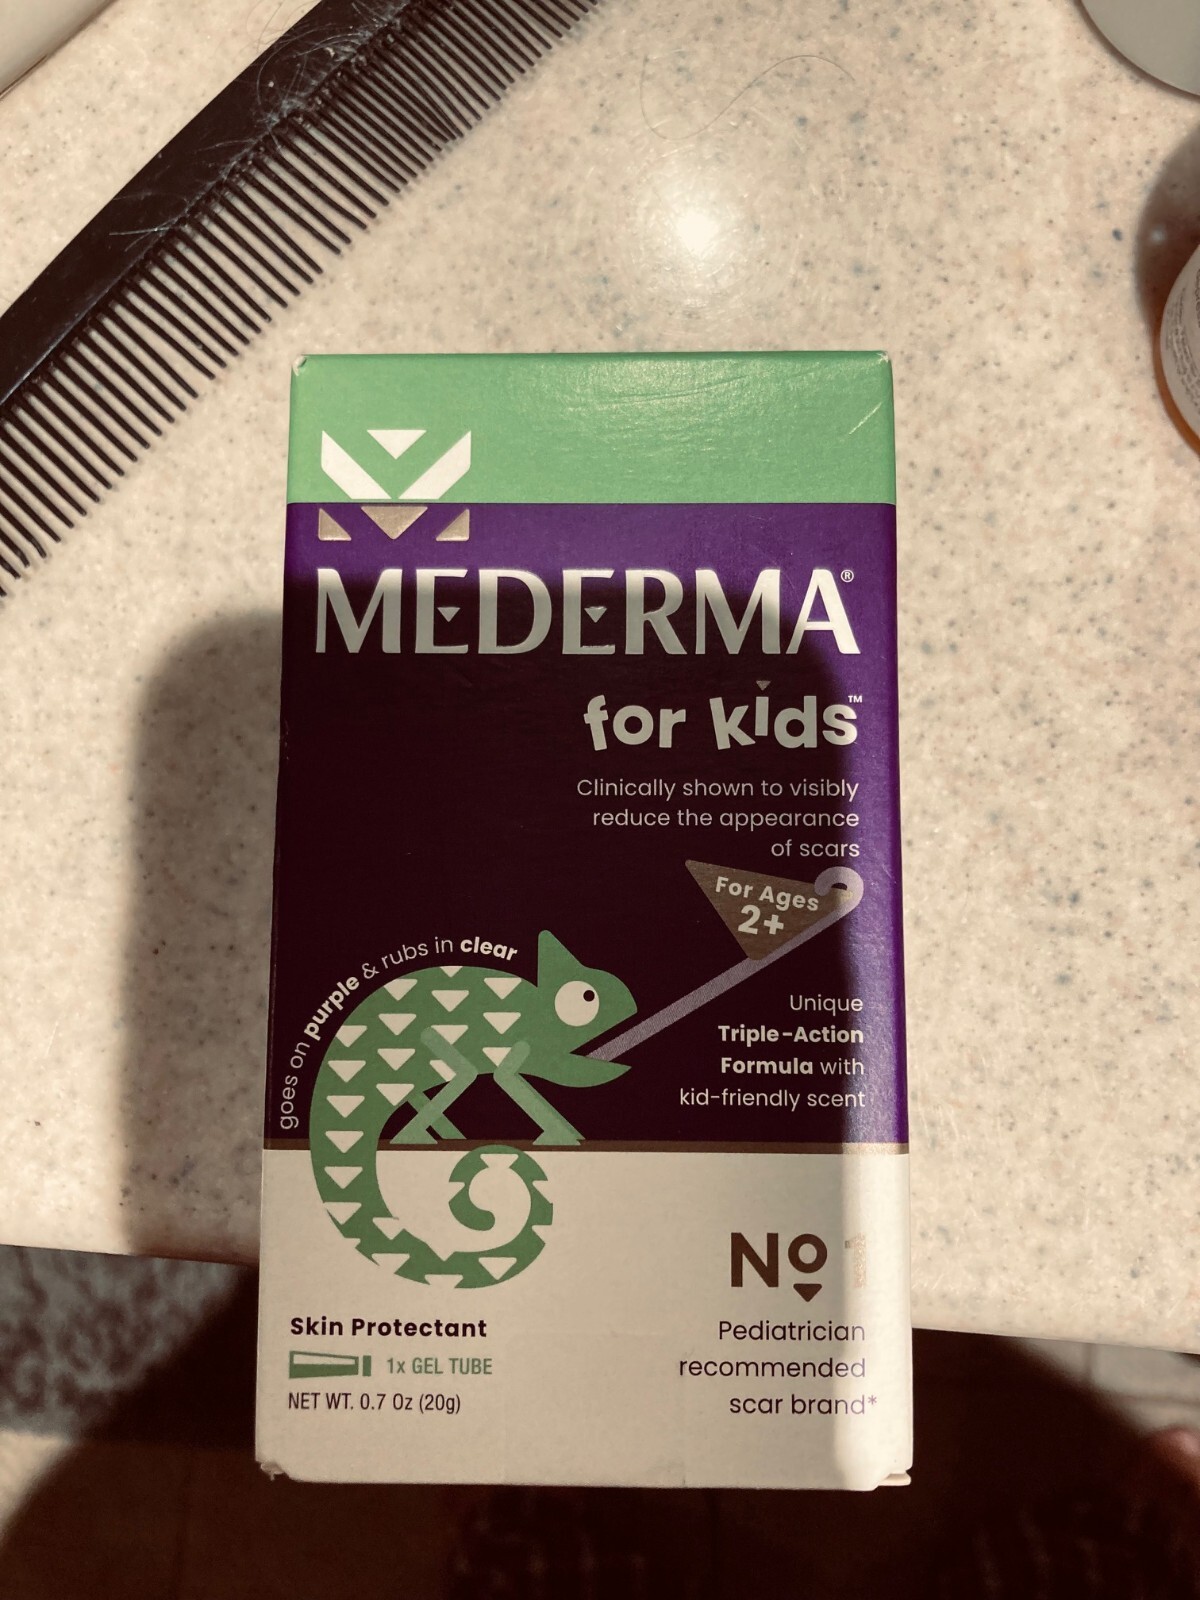 MEDERMA®
for kids™
Clinically shown to visibly
reduce the appearance
of scars
For Ages
2+
goes on purple & rubs in clear
Unique
Triple-Action
Formula with
kid-friendly scent
No 1
Pediatrician
recommended
scar brand*
Skin Protectant
1x GEL TUBE
NET WT. 0.7 Oz (20g)